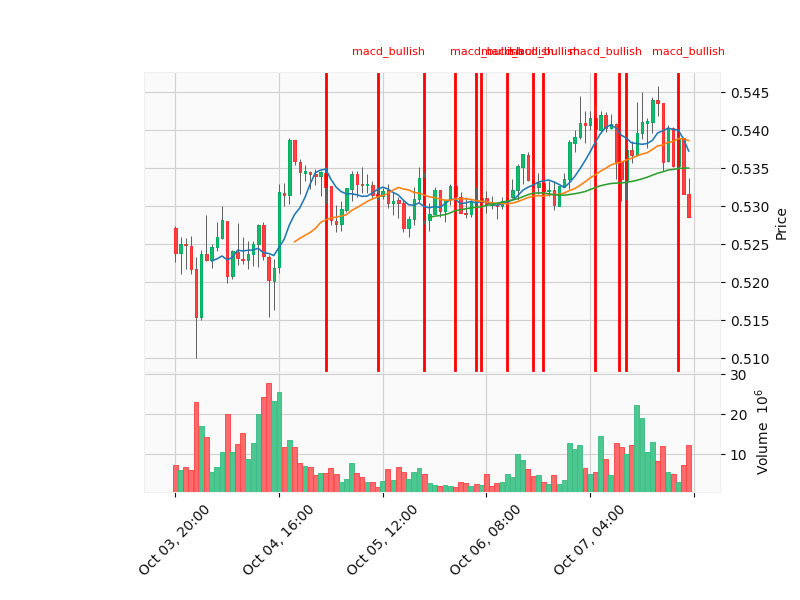 macd_bullish macd_bullish macd_bullish macd_bullish macd_bullish
0.545
0.540
0.535
0.530
0.525
0.520
0.515
0.510
Price
30
20
10
Volume 10^6
Oct 03, 20:00
Oct 04, 16:00
Oct 05, 12:00
Oct 06, 08:00
Oct 07, 04:00